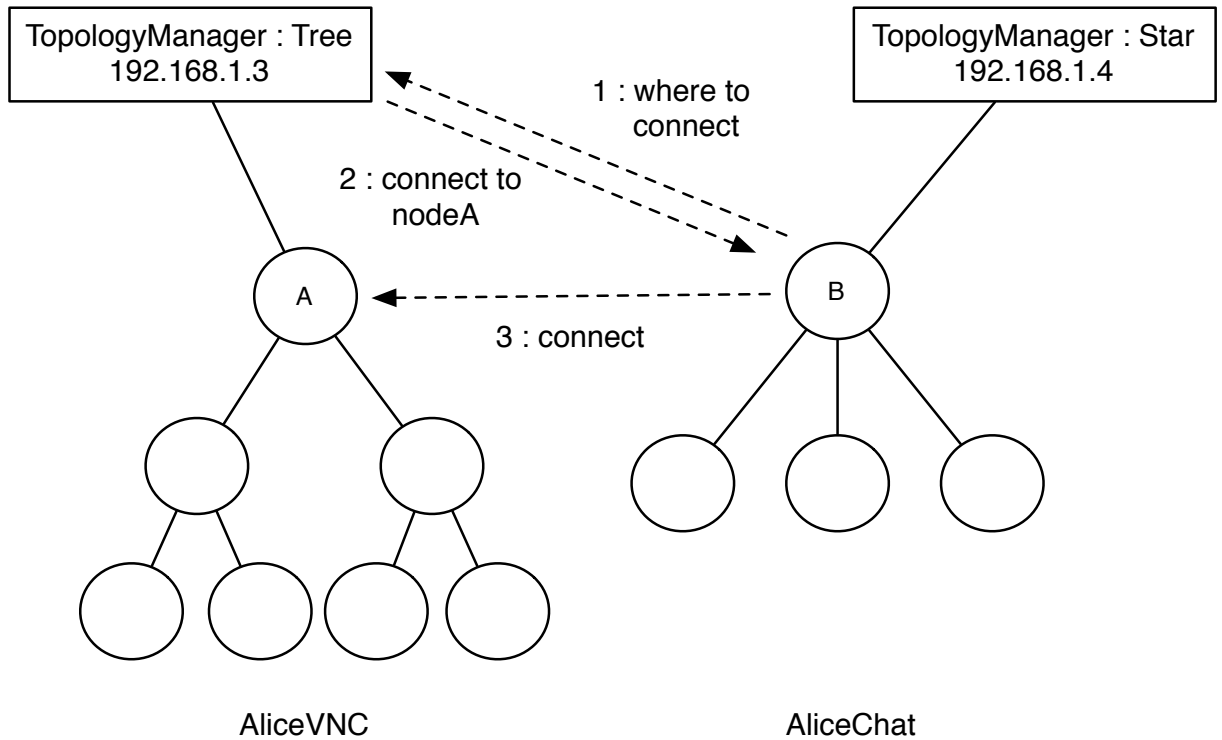 TopologyManager : Tree
192.168.1.3
TopologyManager : Star
192.168.1.4
1 : where to
connect
2 : connect to
nodeA
A
B
3 : connect
AliceVNC
AliceChat